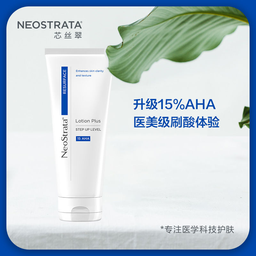 NEOSTRATA
芯丝翠
升级15%AHA
医美级刷酸体验
RESURFACE
Enhances skin clarity
and texture
NeoStrata®
Lotion Plus
STEP UP LEVEL
15 AHA
*专注医学科技护肤